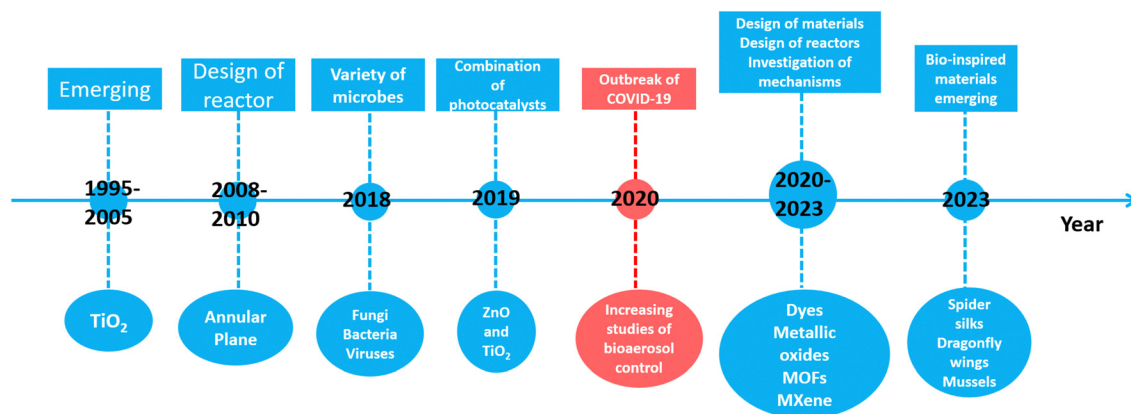 Emerging
Design of
reactor
Variety of
microbes
Combination
of
photocatalysts
Outbreak of
COVID-19
Design of materials
Design of reactors
Investigation of
mechanisms
Bio-inspired
materials
emerging
1995-
2005
2008-
2010
2018
2019
2020
2020-
2023
2023
Year
TiO₂
Annular
Plane
Fungi
Bacteria
Viruses
ZnO
and
TiO₂
Increasing
studies of
bioaerosol
control
Dyes
Metallic
oxides
MOFs
MXene
Spider
silks
Dragonfly
wings
Mussels